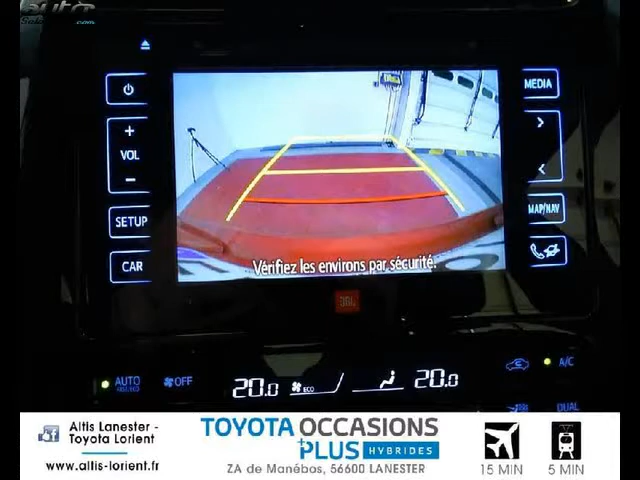 MEDIA
+
VOL
−
>
<
SETUP
MAP/NAV
CAR
Vérifiez les environs par sécurité.
JBL
AUTO
OFF
20.0
ECO
20.0
A/C
DUAL
Altis Lanester -
Toyota Lorient
www.altis-lorient.fr
TOYOTA OCCASIONS
+PLUS HYBRIDES
ZA de Manébos, 56600 LANESTER
15 MIN
5 MIN